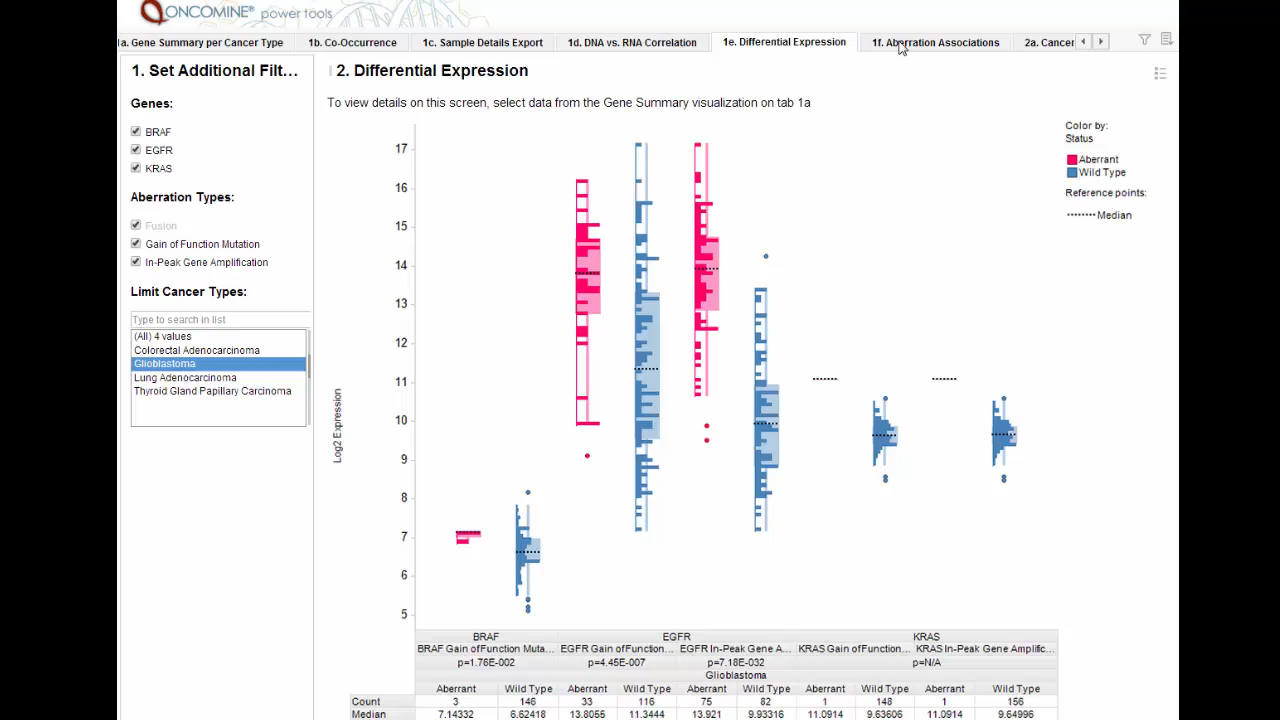 ONCOMINE® power tools
1a. Gene Summary per Cancer Type 1b. Co-Occurrence 1c. Sample Details Export 1d. DNA vs. RNA Correlation 1e. Differential Expression 1f. Aberration Associations 2a. Cancer
1. Set Additional Filt... 2. Differential Expression
To view details on this screen, select data from the Gene Summary visualization on tab 1a
Genes:
BRAF
EGFR
KRAS
Aberration Types:
Fusion
Gain of Function Mutation
In-Peak Gene Amplification
Limit Cancer Types:
Type to search in list
(All) 4 values
Colorectal Adenocarcinoma
Glioblastoma
Lung Adenocarcinoma
Thyroid Gland Papillary Carcinoma
Log2 Expression
17
16
15
14
13
12
11
10
9
8
7
6
5
Color by:
Status
Aberrant
Wild Type
Reference points:
Median
BRAF EGFR KRAS
BRAF Gain of Function Muta... EGFR Gain of Functon... EGFR In-Peak Gene A... KRAS Gain of Function... KRAS In-Peak Gene Amplific...
p=1.76E-002 p=4.45E-007 p=7.18E-032 p=N/A
Glioblastoma
Aberrant Wild Type Aberrant Wild Type Aberrant Wild Type Aberrant Wild Type Aberrant Wild Type
Count 3 146 33 116 75 82 1 148 1 156
Median 7.14332 6.62418 13.8055 11.3444 13.921 9.93316 11.0914 9.63606 11.0914 9.64996